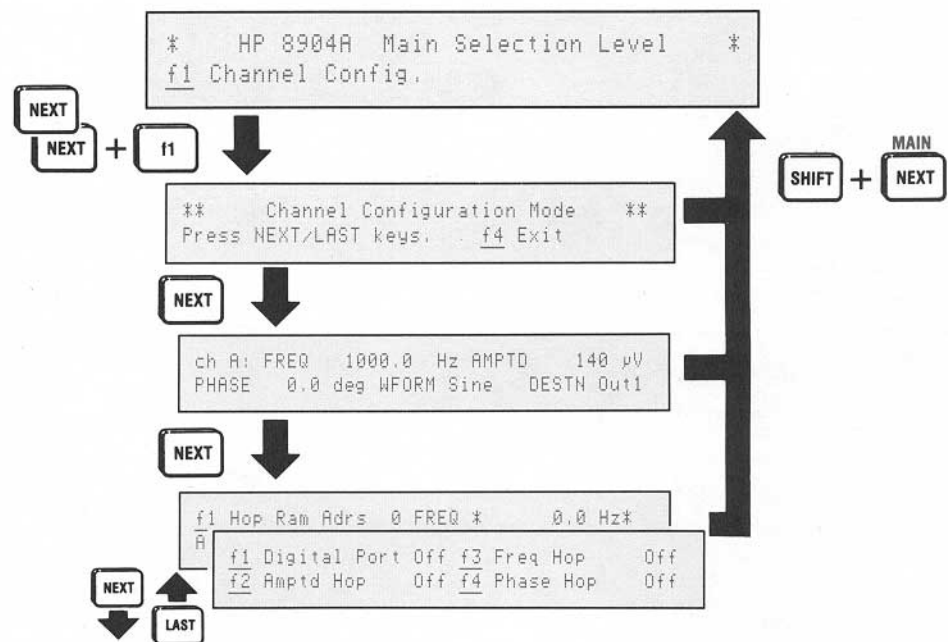 * HP 8904A Main Selection Level *
f1 Channel Config.
NEXT
NEXT + f1
MAIN
SHIFT + NEXT
** Channel Configuration Mode **
Press NEXT/LAST keys. f4 Exit
NEXT
ch A: FREQ 1000.0 Hz AMPTD 140 µV
PHASE 0.0 deg WFORM Sine DESTN Out1
NEXT
f1 Hop Ram Adrs 0 FREQ * 0.0 Hz*
A
f1 Digital Port Off f3 Freq Hop Off
f2 Amptd Hop Off f4 Phase Hop Off
NEXT
LAST